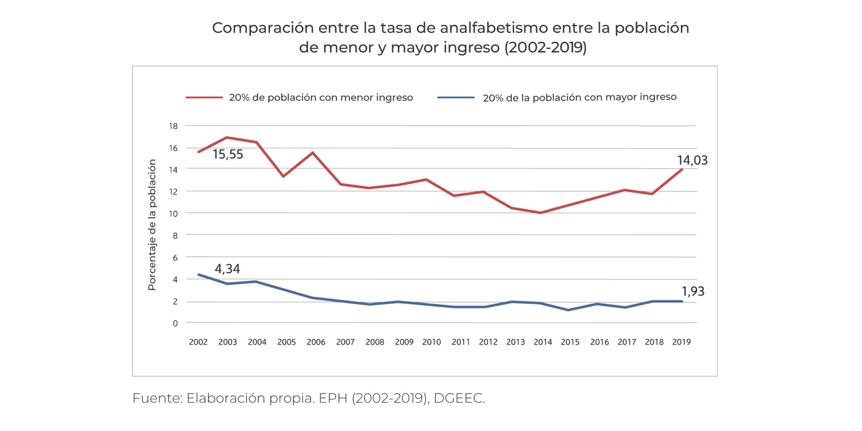 Comparación entre la tasa de analfabetismo entre la población
de menor y mayor ingreso (2002-2019)
20% de población con menor ingreso
20% de la población con mayor ingreso
Porcentaje de la población
18
16
14
12
10
8
6
4
2
0
15,55
14,03
4,34
1,93
2002 2003 2004 2005 2006 2007 2008 2009 2010 2011 2012 2013 2014 2015 2016 2017 2018 2019
Fuente: Elaboración propia. EPH (2002-2019), DGEEC.